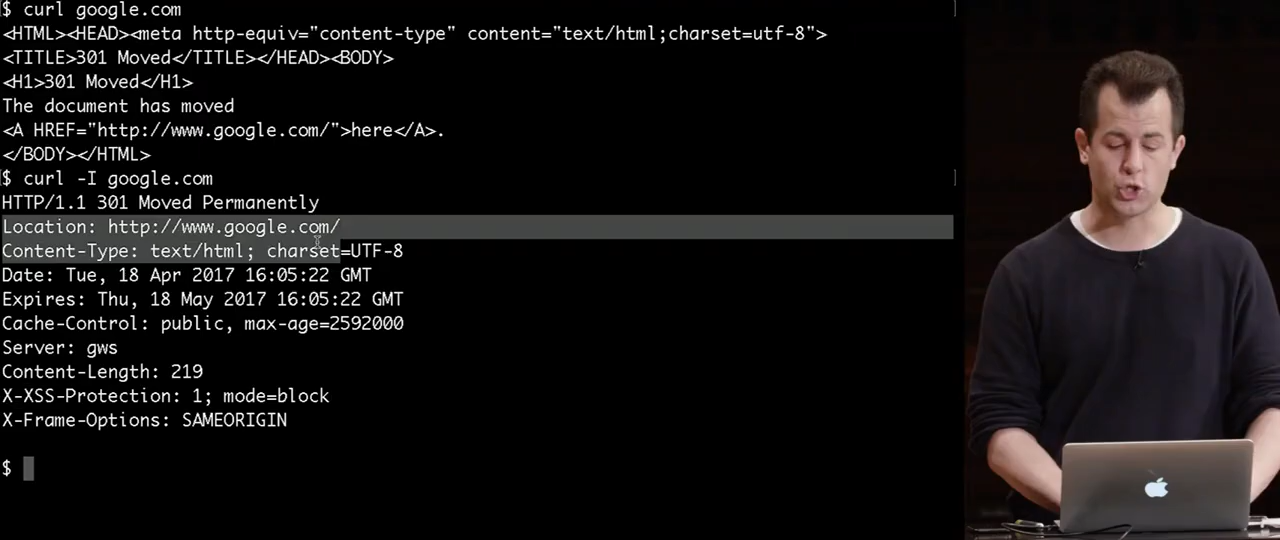 $ curl google.com
<HTML><HEAD><meta http-equiv="content-type" content="text/html;charset=utf-8">
<TITLE>301 Moved</TITLE></HEAD><BODY>
<H1>301 Moved</H1>
The document has moved
<A HREF="http://www.google.com/">here</A>.
</BODY></HTML>
$ curl -I google.com
HTTP/1.1 301 Moved Permanently
Location: http://www.google.com/
Content-Type: text/html; charset=UTF-8
Date: Tue, 18 Apr 2017 16:05:22 GMT
Expires: Thu, 18 May 2017 16:05:22 GMT
Cache-Control: public, max-age=2592000
Server: gws
Content-Length: 219
X-XSS-Protection: 1; mode=block
X-Frame-Options: SAMEORIGIN
$